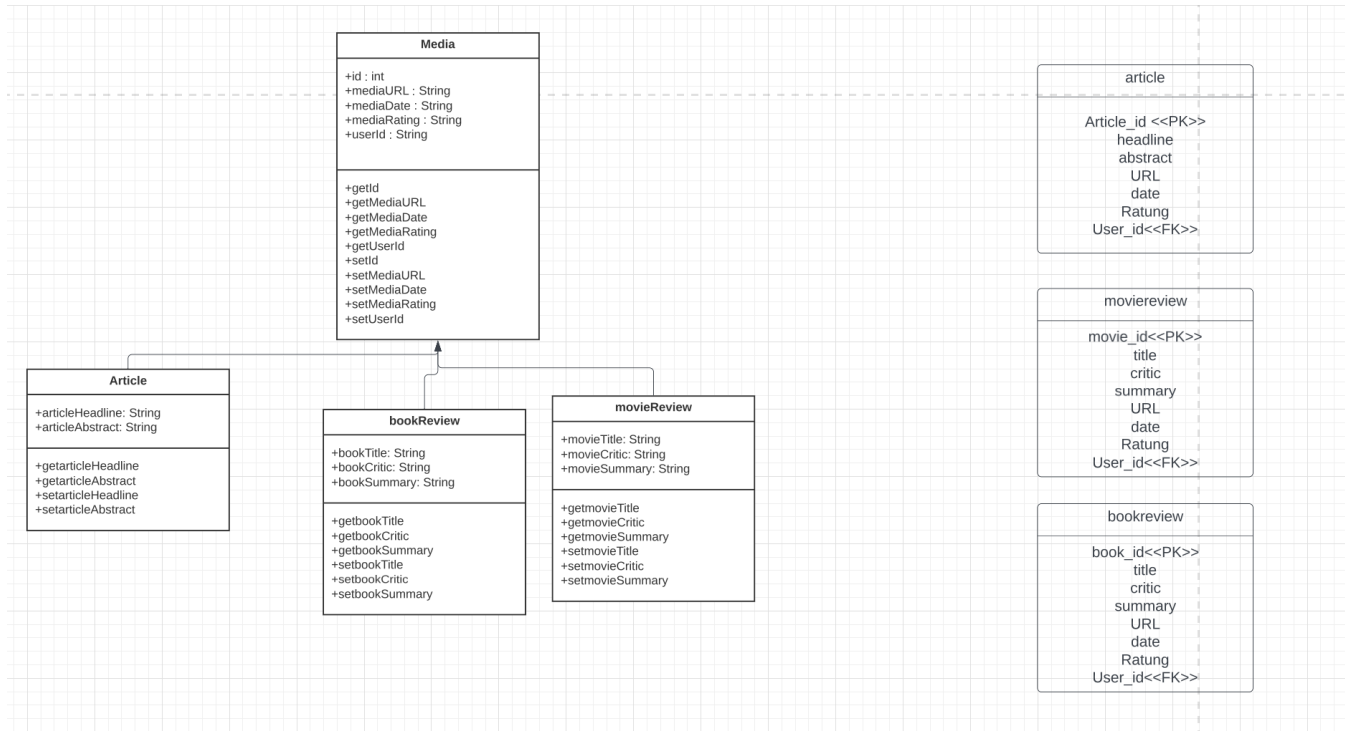 Media
+id : int
+mediaURL : String
+mediaDate : String
+mediaRating : String
+userId : String
+getId
+getMediaURL
+getMediaDate
+getMediaRating
+getUserId
+setId
+setMediaURL
+setMediaDate
+setMediaRating
+setUserId
Article
+articleHeadline: String
+articleAbstract: String
+getarticleHeadline
+getarticleAbstract
+setarticleHeadline
+setarticleAbstract
bookReview
+bookTitle: String
+bookCritic: String
+bookSummary: String
+getbookTitle
+getbookCritic
+getbookSummary
+setbookTitle
+setbookCritic
+setbookSummary
movieReview
+movieTitle: String
+movieCritic: String
+movieSummary: String
+getmovieTitle
+getmovieCritic
+getmovieSummary
+setmovieTitle
+setmovieCritic
+setmovieSummary
article
Article_id <<PK>>
headline
abstract
URL
date
Ratung
User_id<<FK>>
moviereview
movie_id<<PK>>
title
critic
summary
URL
date
Ratung
User_id<<FK>>
bookreview
book_id<<PK>>
title
critic
summary
URL
date
Ratung
User_id<<FK>>